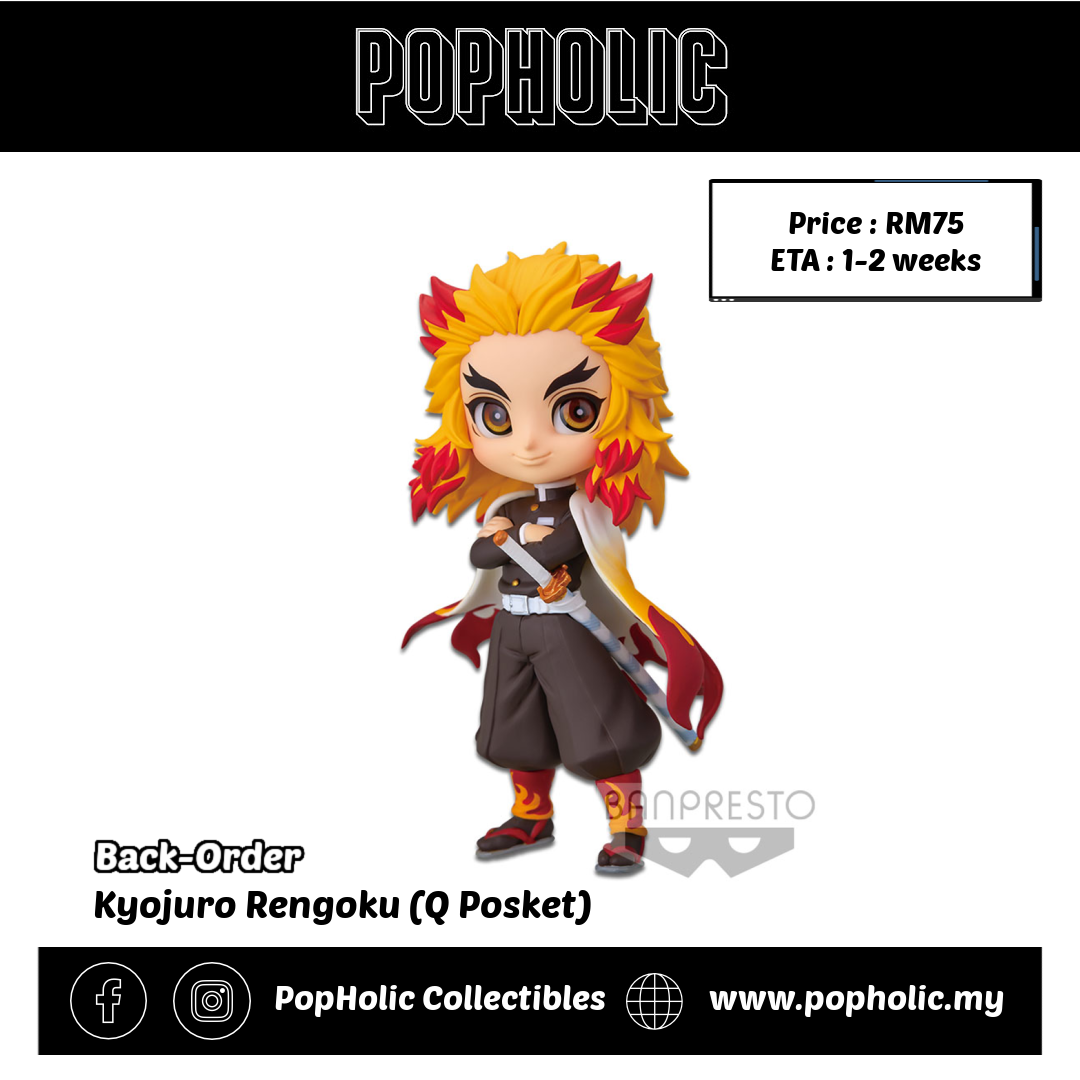 POPHOLIC
Price : RM75
ETA : 1-2 weeks
BANPRESTO
Back-Order
Kyojuro Rengoku (Q Posket)
PopHolic Collectibles
www.popholic.my